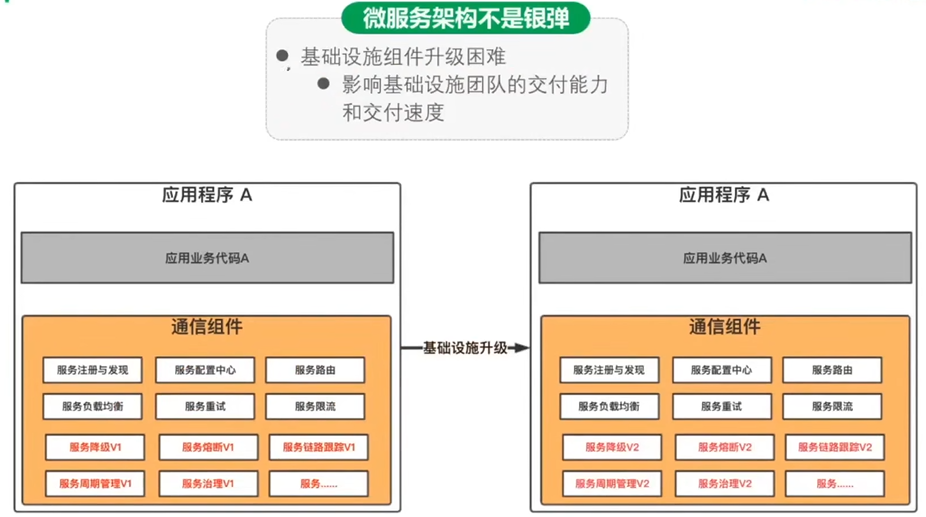 微服务架构不是银弹
基础设施组件升级困难
影响基础设施团队的交付能力
和交付速度
应用程序 A
应用业务代码A
通信组件
服务注册与发现
服务配置中心
服务路由
服务负载均衡
服务重试
服务限流
服务降级V1
服务熔断V1
服务链路跟踪V1
服务周期管理V1
服务治理V1
服务......
基础设施升级
应用程序 A
应用业务代码A
通信组件
服务注册与发现
服务配置中心
服务路由
服务负载均衡
服务重试
服务限流
服务降级V2
服务熔断V2
服务链路跟踪V2
服务周期管理V2
服务治理V2
服务......